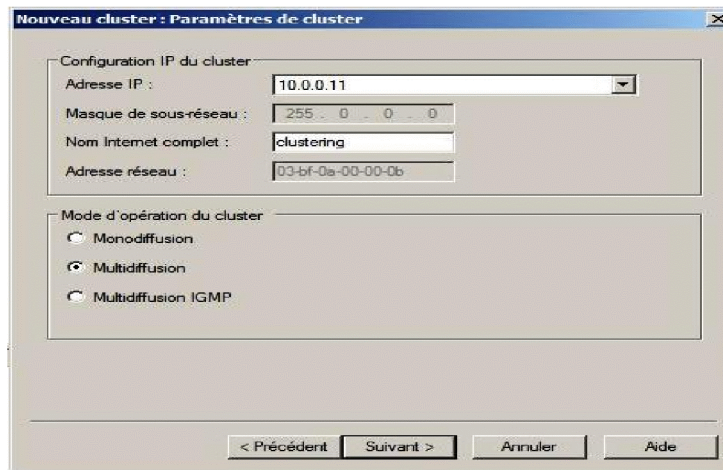 Nouveau cluster : Paramètres de cluster
Configuration IP du cluster
Adresse IP : 10.0.0.11
Masque de sous-réseau : 255 . 0 . 0 . 0
Nom Internet complet : clustering
Adresse réseau : 03-bf-0a-00-00-0b
Mode d'opération du cluster
Monodiffusion
Multidiffusion
Multidiffusion IGMP
< Précédent Suivant > Annuler Aide